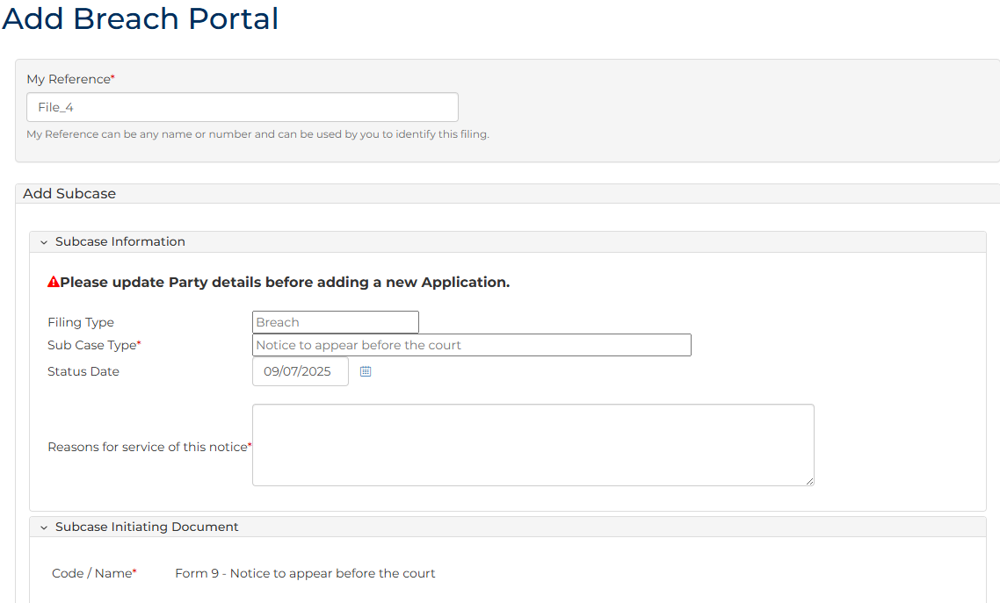 Add Breach Portal
My Reference*
File_4
My Reference can be any name or number and can be used by you to identify this filing.
Add Subcase
Subcase Information
Please update Party details before adding a new Application.
Filing Type Breach
Sub Case Type* Notice to appear before the court
Status Date 09/07/2025
Reasons for service of this notice*
Subcase Initiating Document
Code / Name* Form 9 - Notice to appear before the court